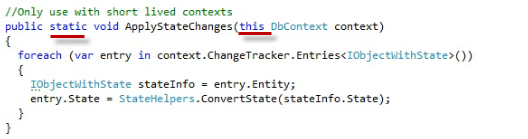 //Only use with short lived contexts
public static void ApplyStateChanges(this DbContext context)
{
foreach (var entry in context.ChangeTracker.Entries<IObjectWithState>())
{
IObjectWithState stateInfo = entry.Entity;
entry.State = StateHelpers.ConvertState(stateInfo.State);
}
}